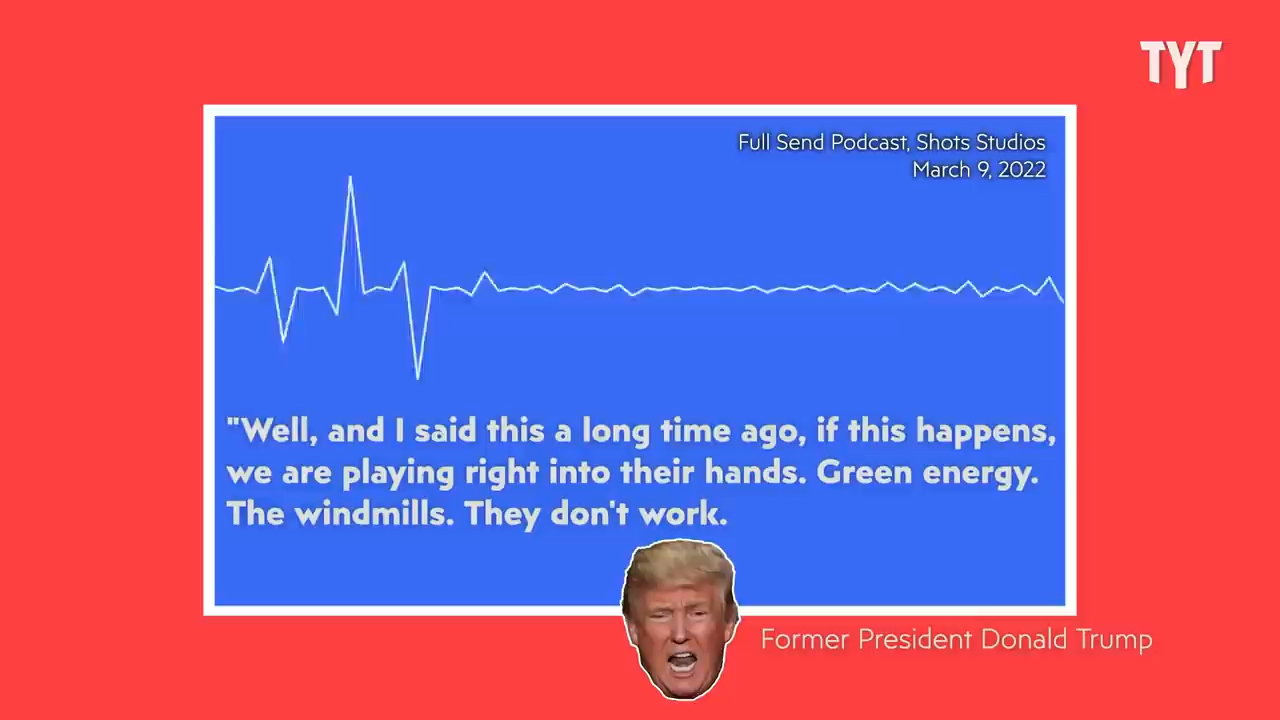 TYT
Full Send Podcast, Shots Studios
March 9, 2022
"Well, and I said this a long time ago, if this happens,
we are playing right into their hands. Green energy.
The windmills. They don't work.
Former President Donald Trump